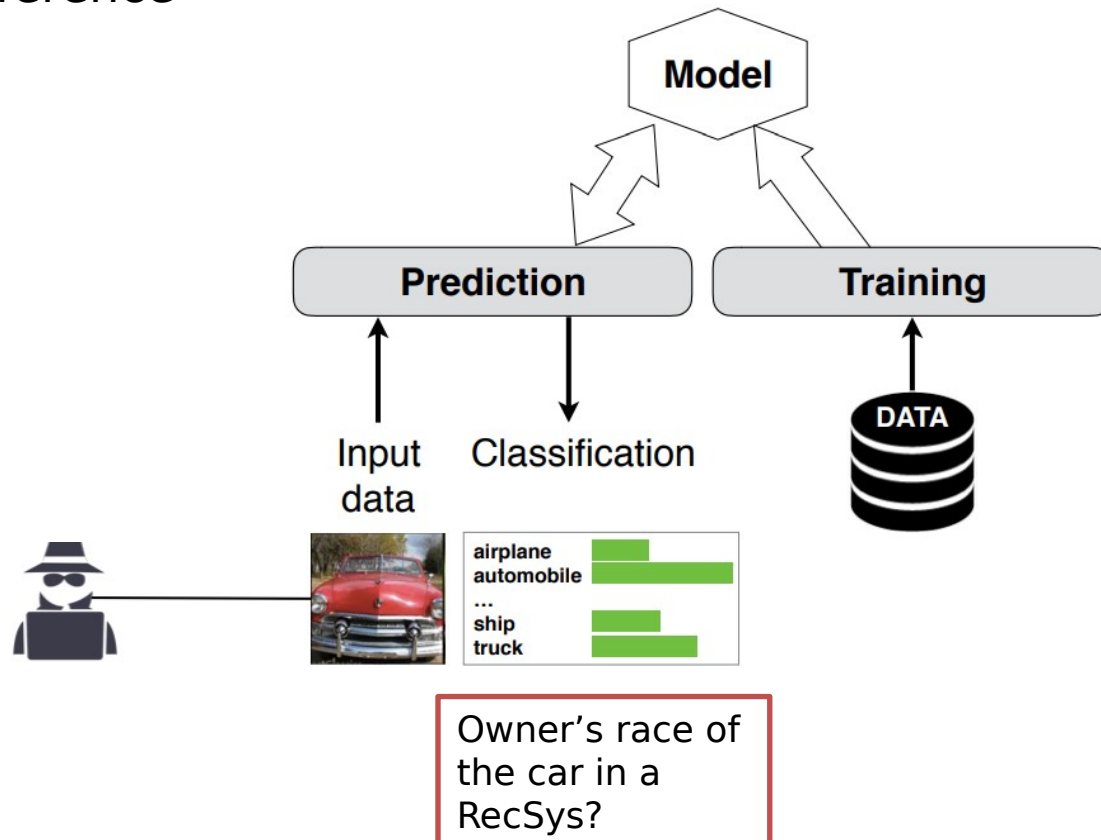 Model
Prediction
Training
DATA
Input
data
Classification
airplane
automobile
...
ship
truck
Owner’s race of
the car in a
RecSys?